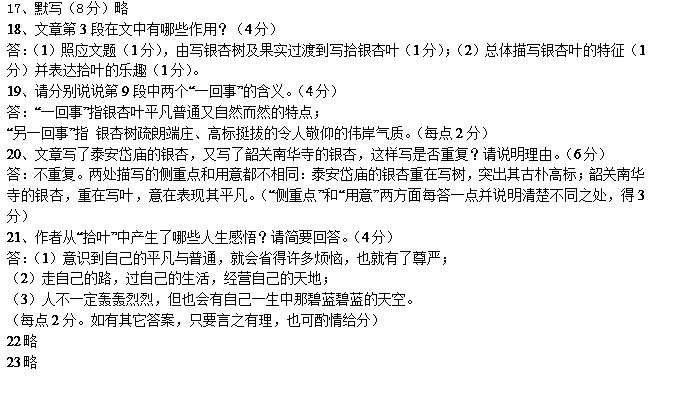 17、默写（8分）略
18、文章第3段在文中有哪些作用？（4分）
答：（1）照应文题（1分），由写银杏树及果实过渡到写拾银杏叶（1分）；（2）总体描写银杏叶的特征（1
分）并表达拾叶的乐趣（1分）。
19、请分别说说第9段中两个“一回事”的含义。（4分）
答：“一回事”指银杏叶平凡普通又自然而然的特点；
“另一回事”指 银杏树疏朗端庄、高标挺拔的令人敬仰的伟岸气质。（每点2分）
20、文章写了泰安岱庙的银杏，又写了韶关南华寺的银杏，这样写是否重复？请说明理由。（6分）
答：不重复。两处描写的侧重点和用意都不相同：泰安岱庙的银杏重在写树，突出其古朴高标；韶关南华
寺的银杏，重在写叶，意在表现其平凡。（“侧重点”和“用意”两方面每答一点并说明清楚不同之处，得3
分）
21、作者从“拾叶”中产生了哪些人生感悟？请简要回答。（4分）
答：（1）意识到自己的平凡与普通，就会省得许多烦恼，也就有了尊严；
（2）走自己的路，过自己的生活，经营自己的天地；
（3）人不一定轰轰烈烈，但也会有自己一生中那碧蓝碧蓝的天空。
（每点2分。如有其它答案，只要言之有理，也可酌情给分）
22略
23略